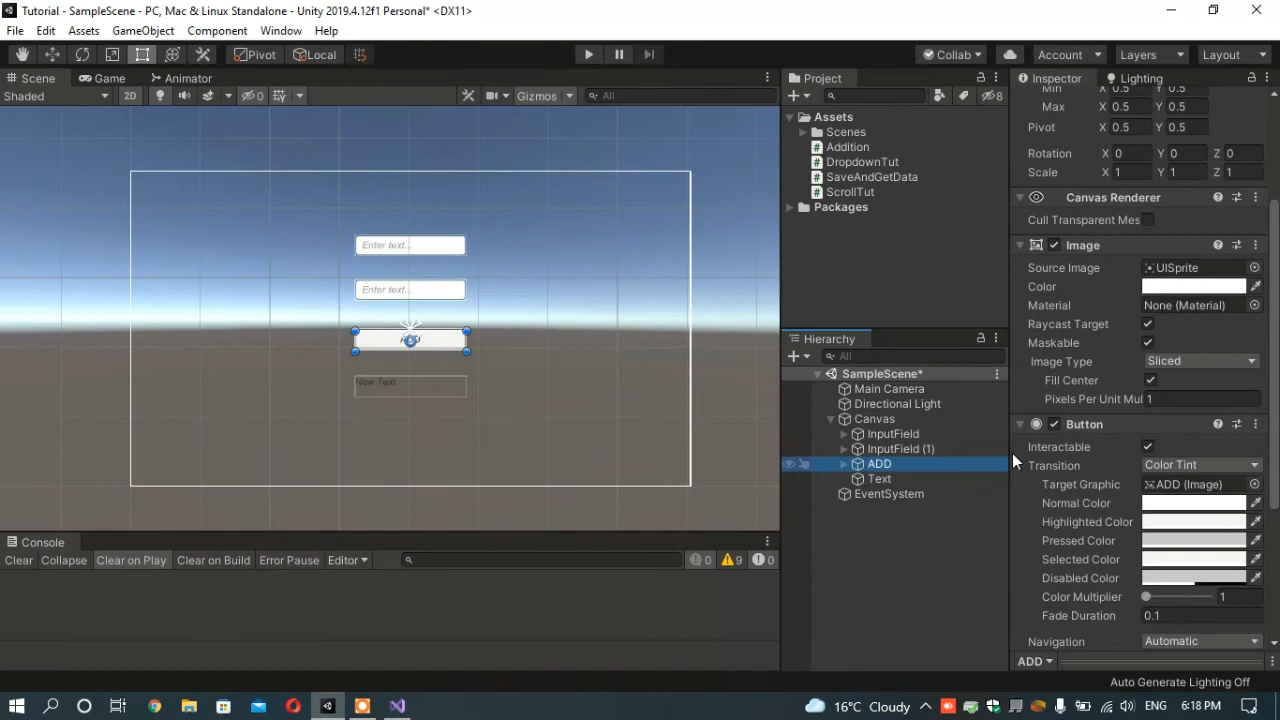 Tutorial - SampleScene - PC, Mac & Linux Standalone - Unity 2019.4.12f1 Personal* <DX11>
File Edit Assets GameObject Component Window Help
Pivot Local Collab Account Layers Layout
Scene Game Animator
Shaded 2D 0 Gizmos All
Enter text...
Enter text...
New Text
Project
8
Assets
Scenes
Addition
DropdownTut
SaveAndGetData
ScrollTut
Packages
Hierarchy
All
SampleScene*
Main Camera
Directional Light
Canvas
InputField
InputField (1)
ADD
Text
EventSystem
Inspector Lighting
Min X 0.5 Y 0.5
Max X 0.5 Y 0.5
Pivot X 0.5 Y 0.5
Rotation X 0 Y 0 Z 0
Scale X 1 Y 1 Z 1
Canvas Renderer
Cull Transparent Mes
Image
Source Image UISprite
Color
Material None (Material)
Raycast Target
Maskable
Image Type Sliced
Fill Center
Pixels Per Unit Mul 1
Button
Interactable
Transition Color Tint
Target Graphic ADD (Image)
Normal Color
Highlighted Color
Pressed Color
Selected Color
Disabled Color
Color Multiplier 1
Fade Duration 0.1
Navigation Automatic
ADD
Console
Clear Collapse Clear on Play Clear on Build Error Pause Editor 0 9 0
Auto Generate Lighting Off
16°C Cloudy ENG 6:18 PM